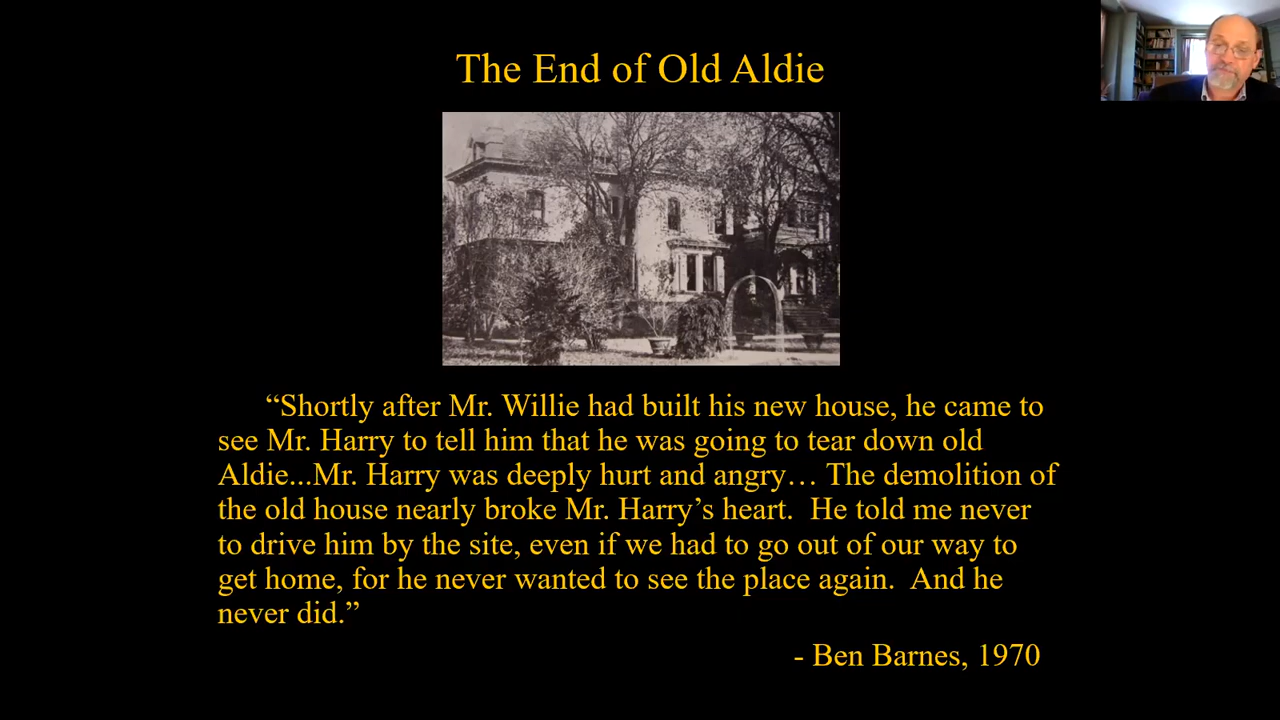 The End of Old Aldie
“Shortly after Mr. Willie had built his new house, he came to
see Mr. Harry to tell him that he was going to tear down old
Aldie...Mr. Harry was deeply hurt and angry… The demolition of
the old house nearly broke Mr. Harry’s heart.  He told me never
to drive him by the site, even if we had to go out of our way to
get home, for he never wanted to see the place again.  And he
never did.”
- Ben Barnes, 1970